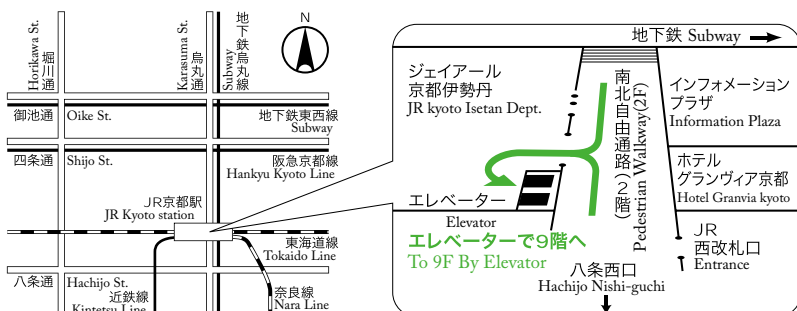 Horikawa St.
堀川通
Karasuma St.
烏丸通
Subway
地下鉄烏丸線
N
御池通
Oike St.
地下鉄東西線
Subway
四条通
Shijo St.
阪急京都線
Hankyu Kyoto Line
JR京都駅
JR Kyoto station
東海道線
Tokaido Line
八条通
Hachijo St.
近鉄線
Kintetsu Line
奈良線
Nara Line
地下鉄 Subway
ジェイアール
京都伊勢丹
JR kyoto Isetan Dept.
南北自由通路(2階)
Pedestrian Walkway(2F)
インフォメーション
プラザ
Information Plaza
ホテル
グランヴィア京都
Hotel Granvia kyoto
エレベーター
Elevator
エレベーターで9階へ
To 9F By Elevator
JR
西改札口
Entrance
八条西口
Hachijo Nishi-guchi